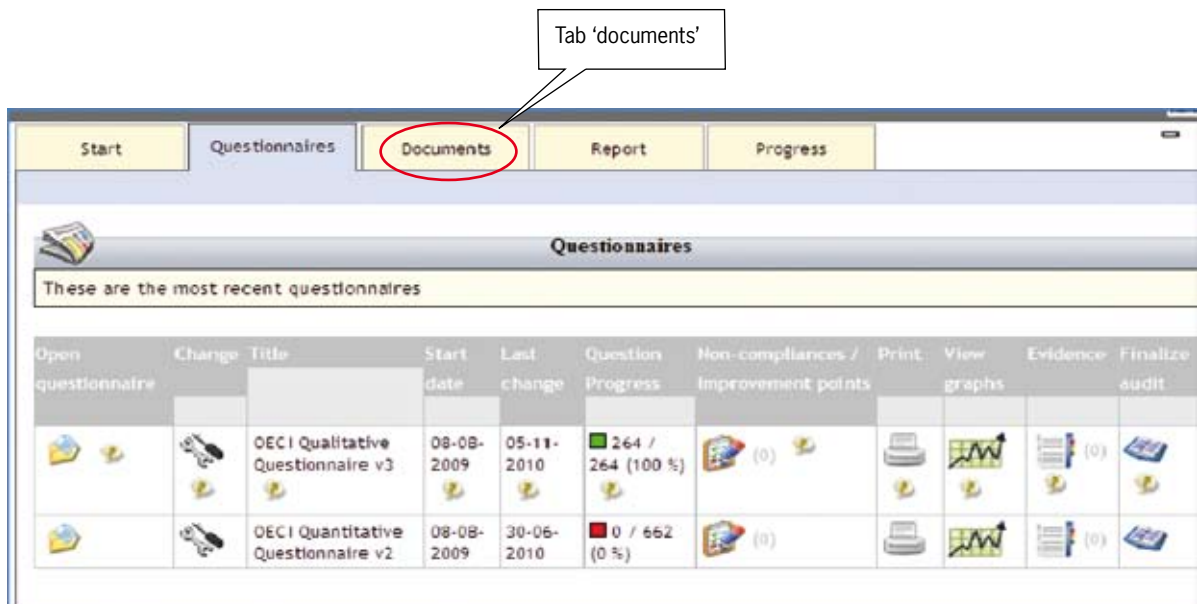 Tab ‘documents’
Start Questionnaires Documents Report Progress
Questionnaires
These are the most recent questionnaires
Open Change Title Start Last Question Non-compliances / Print View Evidence Finalize
questionnaire date change Progress Improvement points graphs audit
OECI Qualitative 08-08- 05-11- 264 /
Questionnaire v3 2009 2010 264 (100 %) (0) (0)
OECI Quantitative 08-08- 30-06- 0 / 662
Questionnaire v2 2009 2010 (0 %) (0) (0)